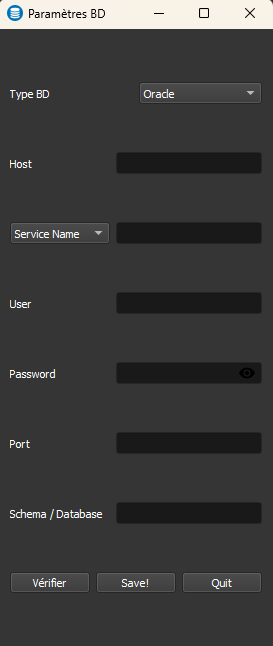 Paramètres BD
Type BD Oracle
Host
Service Name
User
Password
Port
Schema / Database
Vérifier Save! Quit